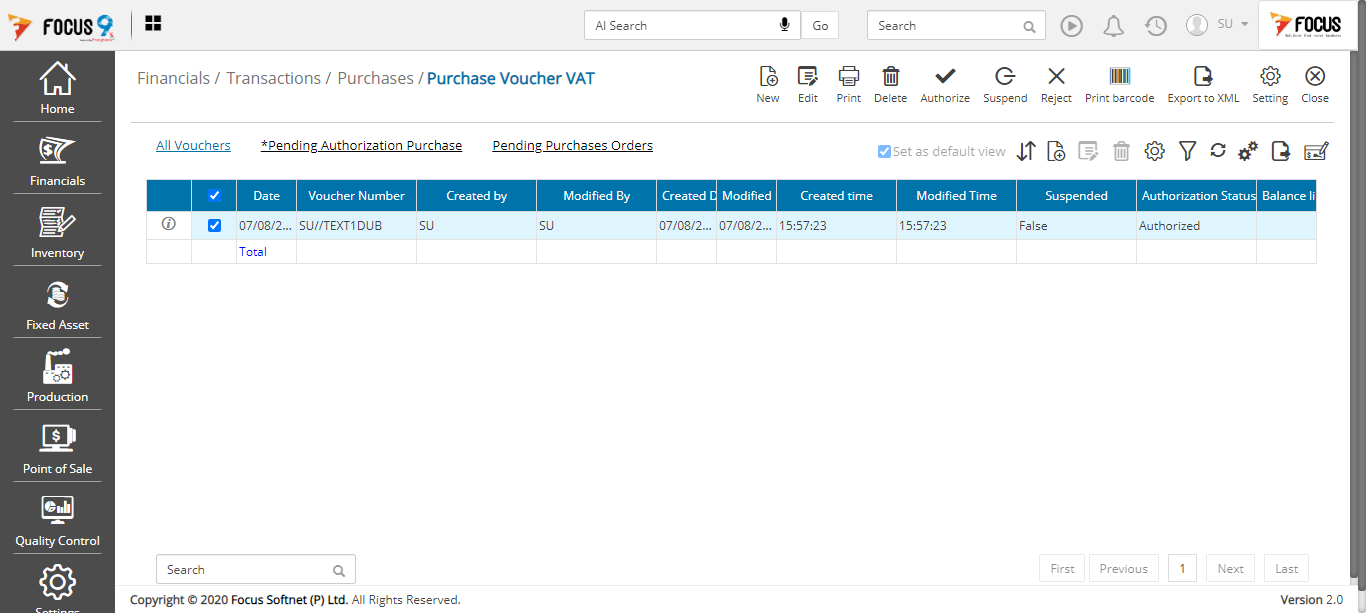 FOCUS 9
AI Search
Go
Search
SU
FOCUS
Home
Financials
Inventory
Fixed Asset
Production
Point of Sale
Quality Control
Settings
Financials / Transactions / Purchases / Purchase Voucher VAT
New Edit Print Delete Authorize Suspend Reject Print barcode Export to XML Setting Close
All Vouchers *Pending Authorization Purchase Pending Purchases Orders
Set as default view
Date Voucher Number Created by Modified By Created D Modified Created time Modified Time Suspended Authorization Status Balance li
07/08/2... SU//TEXT1DUB SU SU 07/08/2... 07/08/2... 15:57:23 15:57:23 False Authorized
Total
Search
First Previous 1 Next Last
Copyright © 2020 Focus Softnet (P) Ltd. All Rights Reserved.
Version 2.0